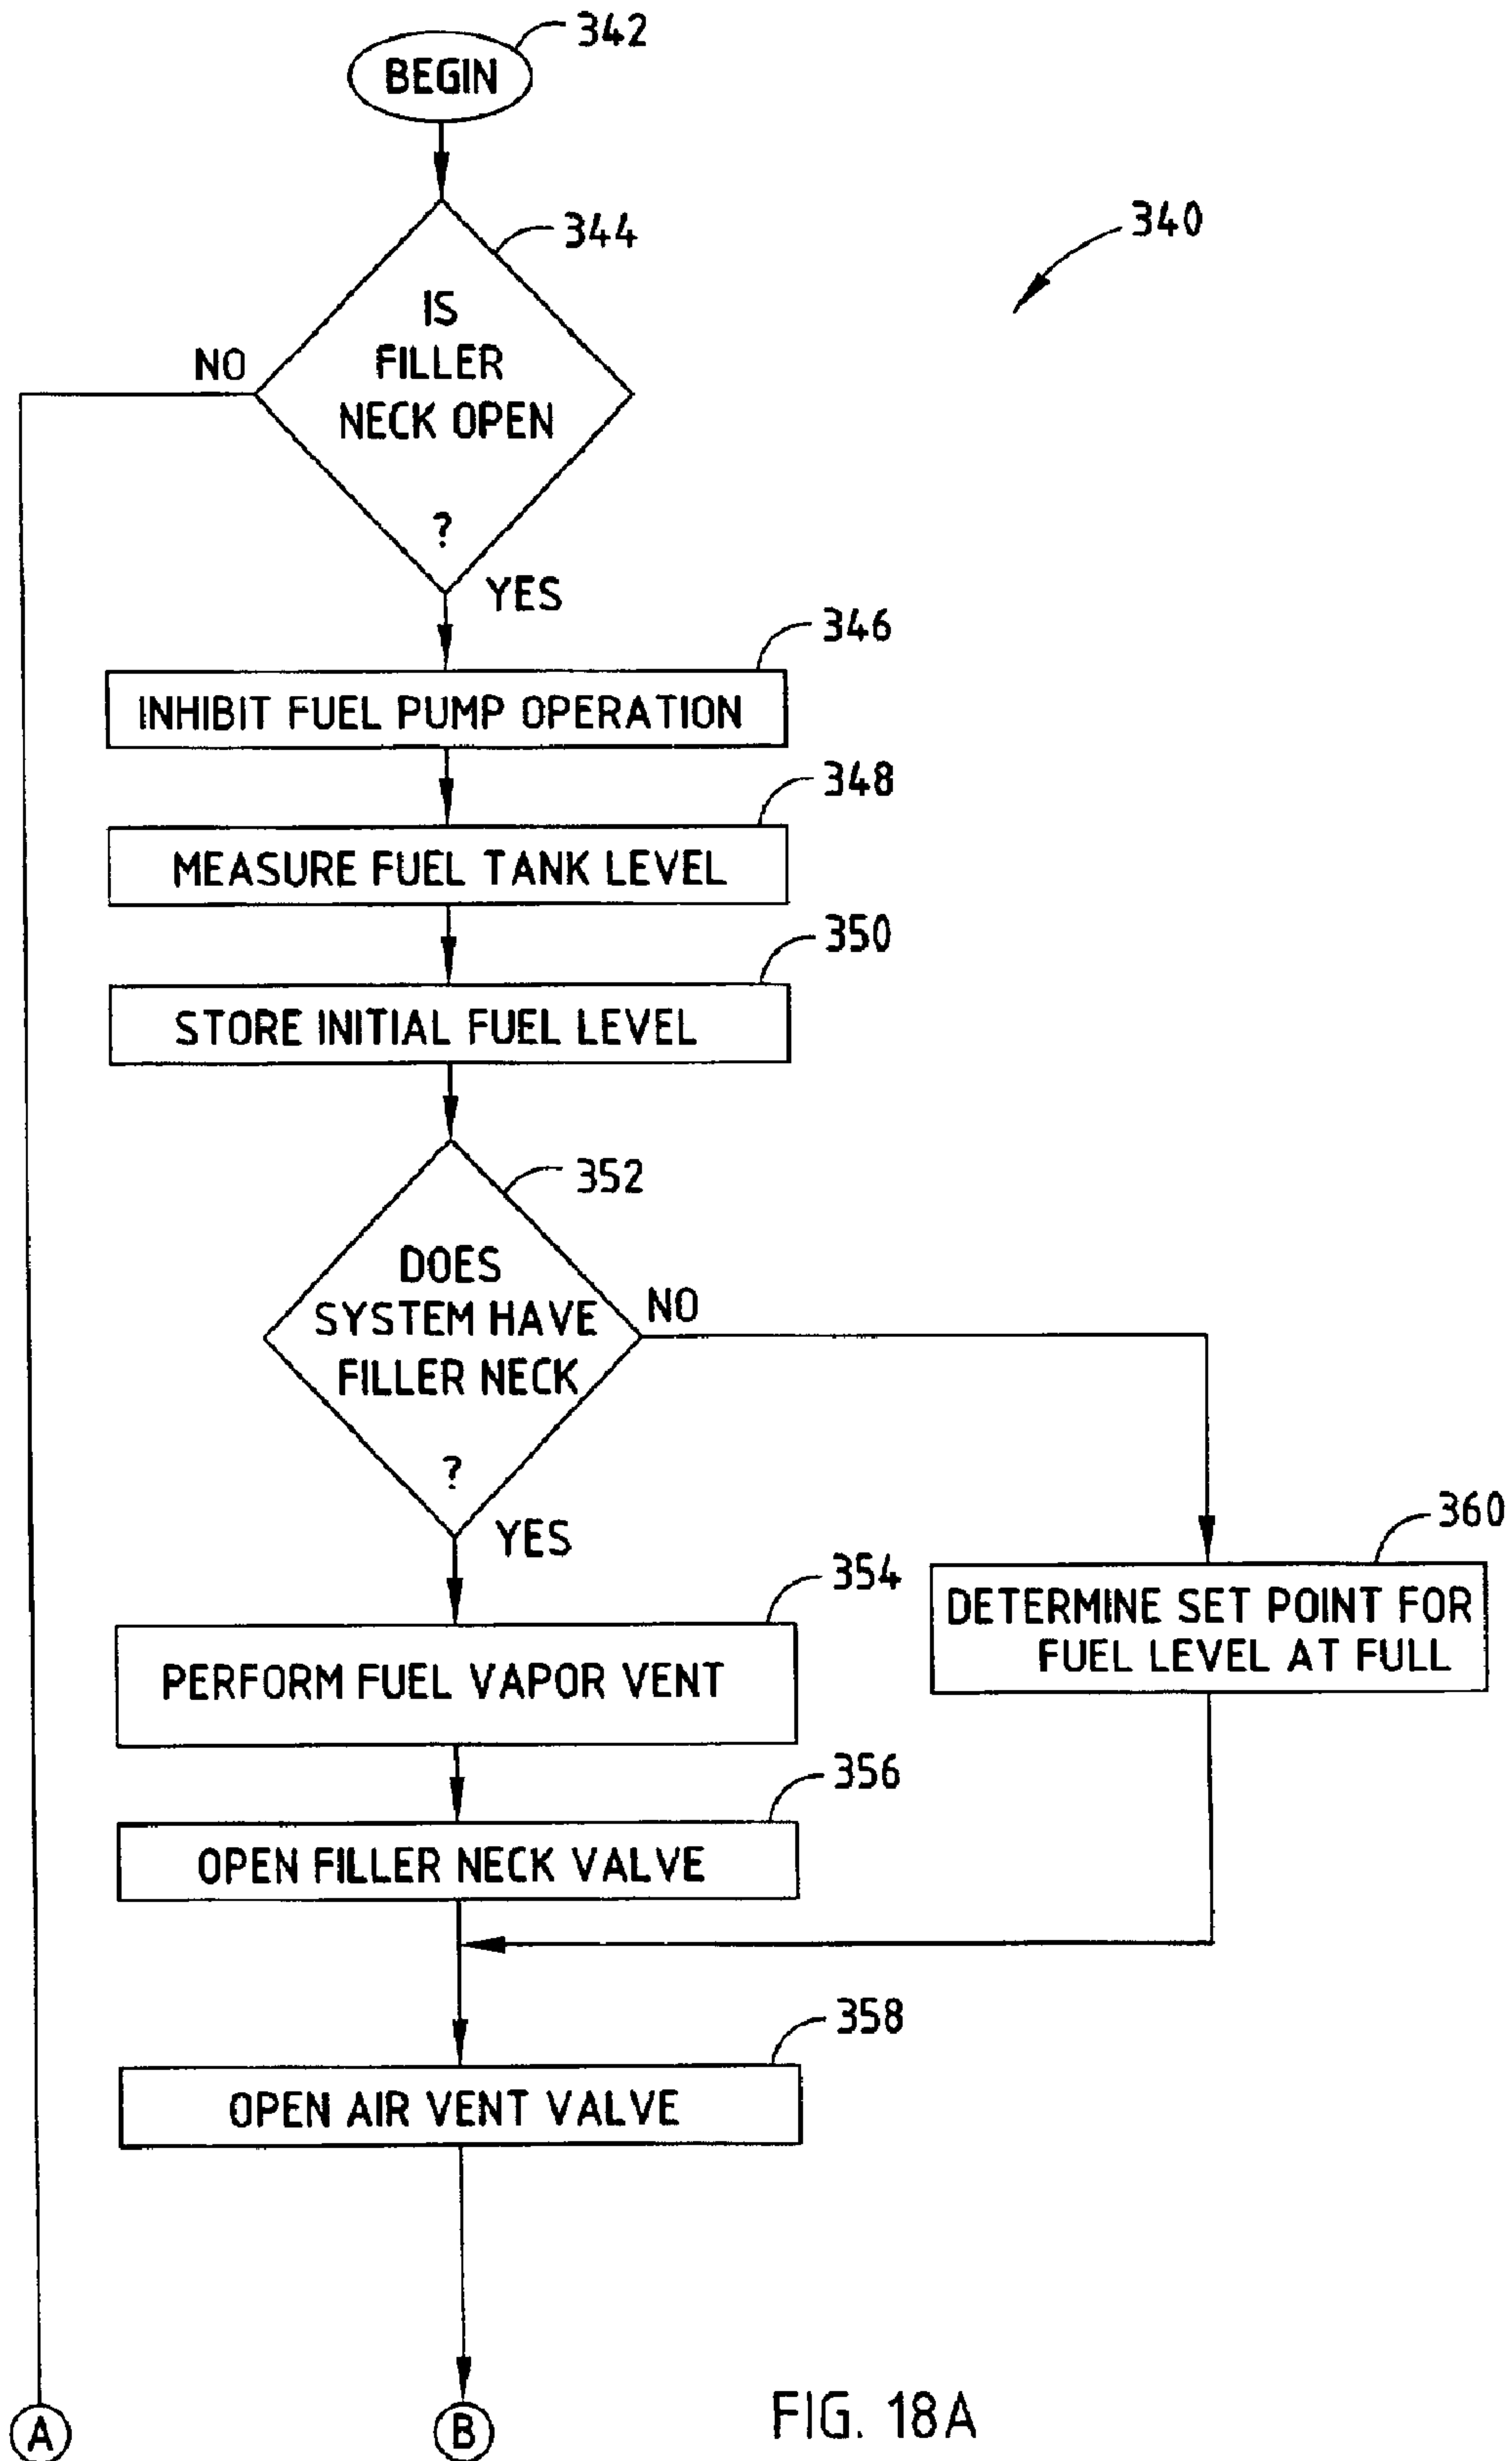 342
BEGIN
344
340
IS
FILLER
NECK OPEN
?
NO
YES
346
INHIBIT FUEL PUMP OPERATION
348
MEASURE FUEL TANK LEVEL
350
STORE INITIAL FUEL LEVEL
352
DOES
SYSTEM HAVE
FILLER NECK
?
NO
YES
360
DETERMINE SET POINT FOR
FUEL LEVEL AT FULL
354
PERFORM FUEL VAPOR VENT
356
OPEN FILLER NECK VALVE
358
OPEN AIR VENT VALVE
A
B
FIG. 18A